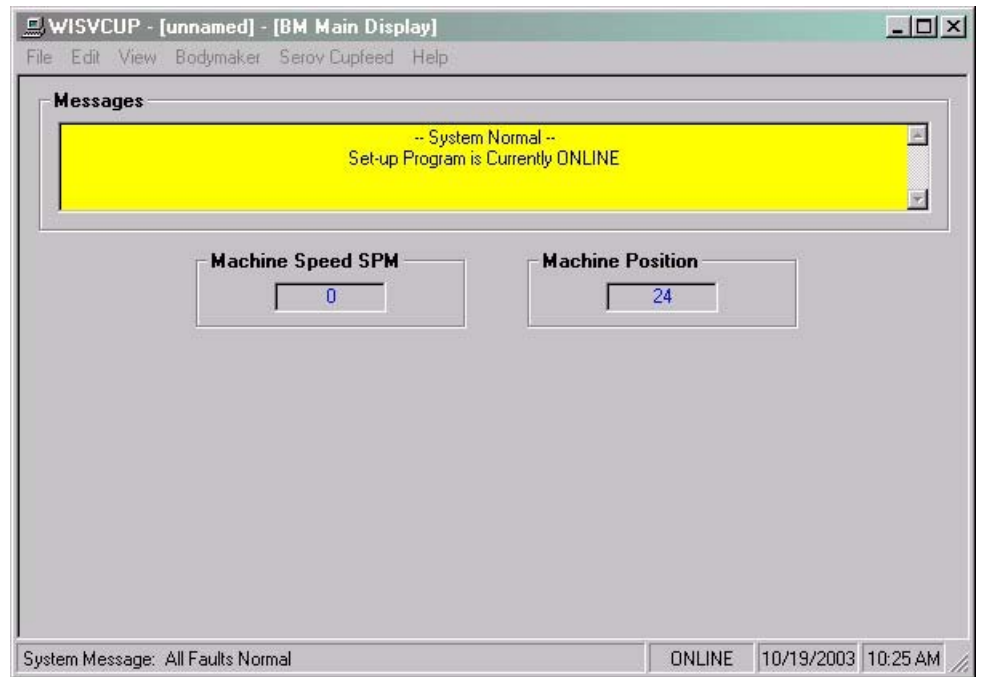 WISVCUP - [unnamed] - [BM Main Display]
File Edit View Bodymaker Serov Cupfeed Help
Messages
-- System Normal --
Set-up Program is Currently ONLINE
Machine Speed SPM
0
Machine Position
24
System Message: All Faults Normal
ONLINE
10/19/2003
10:25 AM